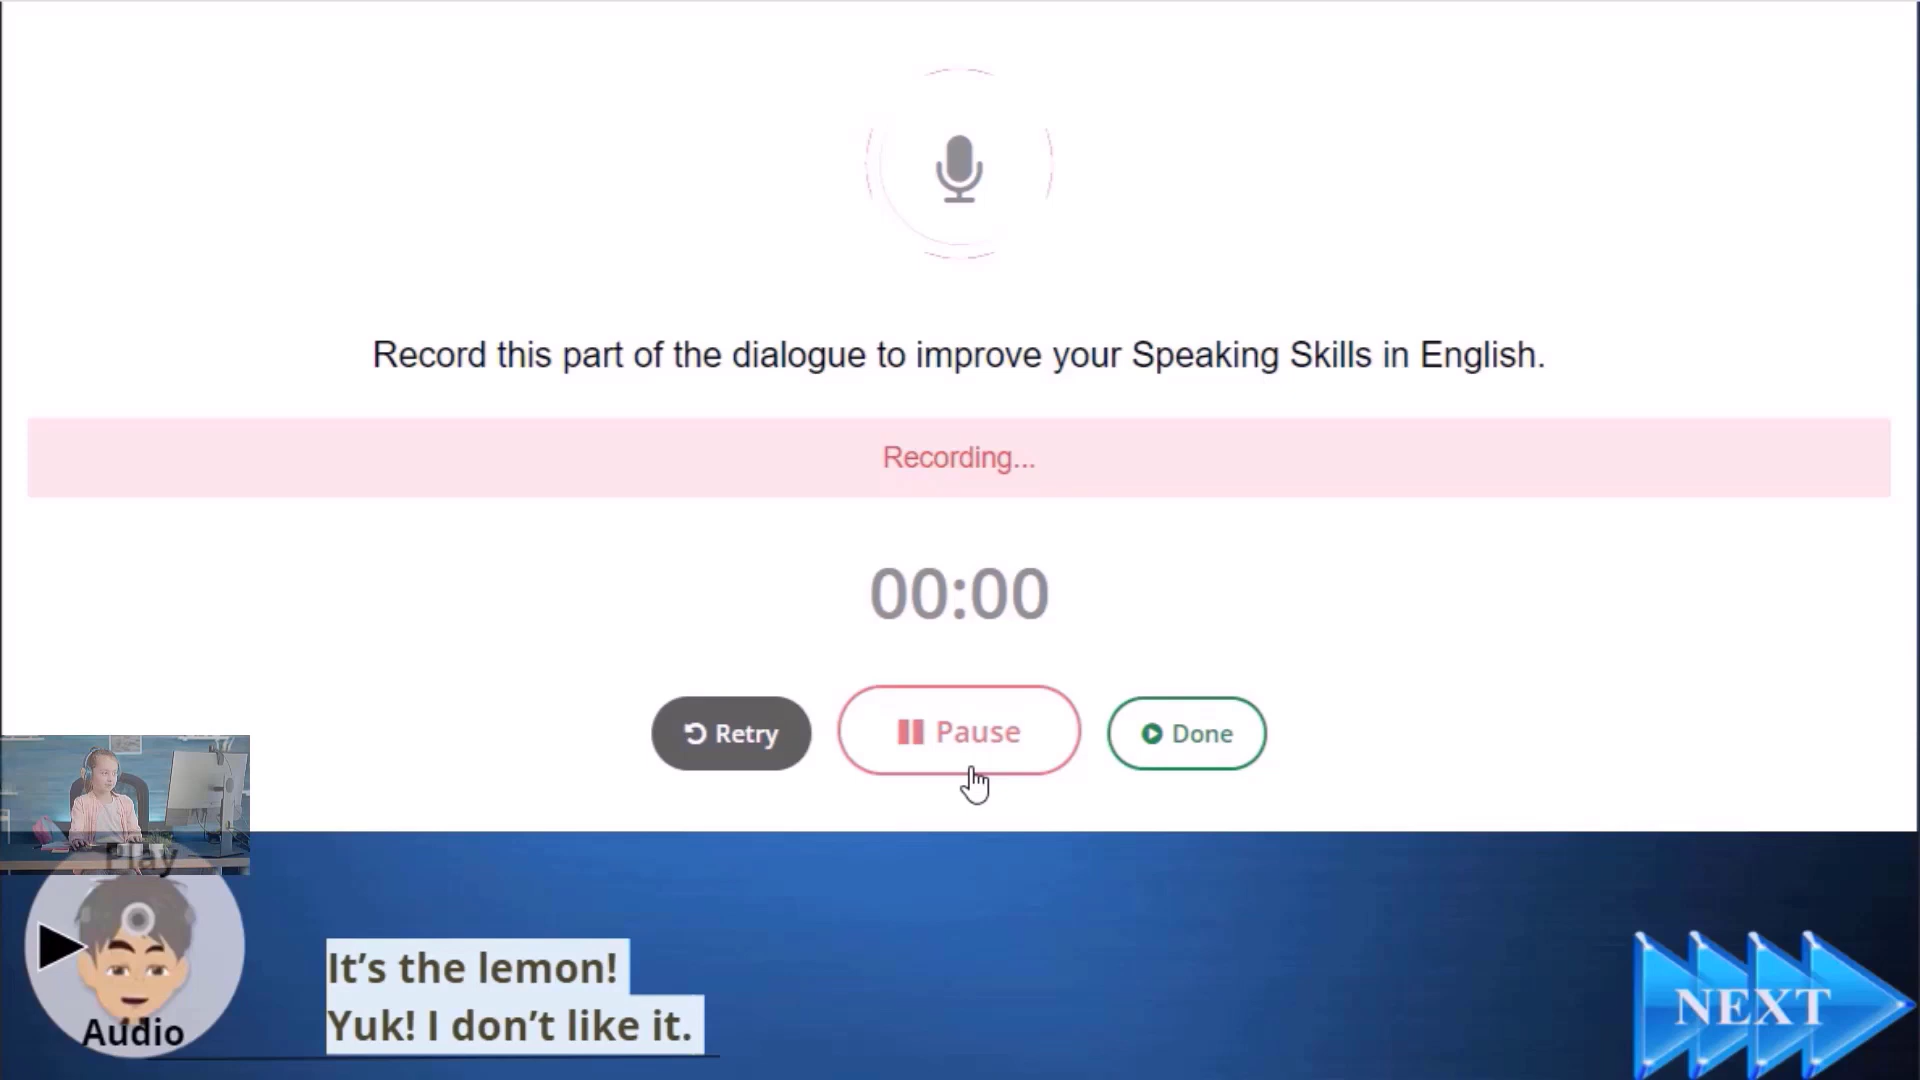 Record this part of the dialogue to improve your Speaking Skills in English.
Recording...
00:00
Retry
Pause
Done
Play
Audio
It’s the lemon!
Yuk! I don’t like it.
NEXT